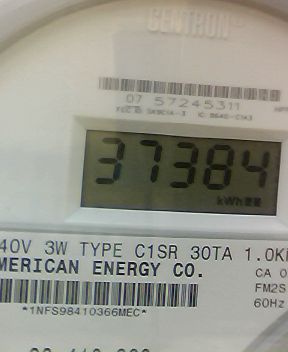 CENTRON
07 57245311
37384
kWh
40V 3W TYPE C1SR 30TA 1.0K
MERICAN ENERGY CO.
CA 0
FM2S
60Hz
*1NFS98410366MEC*